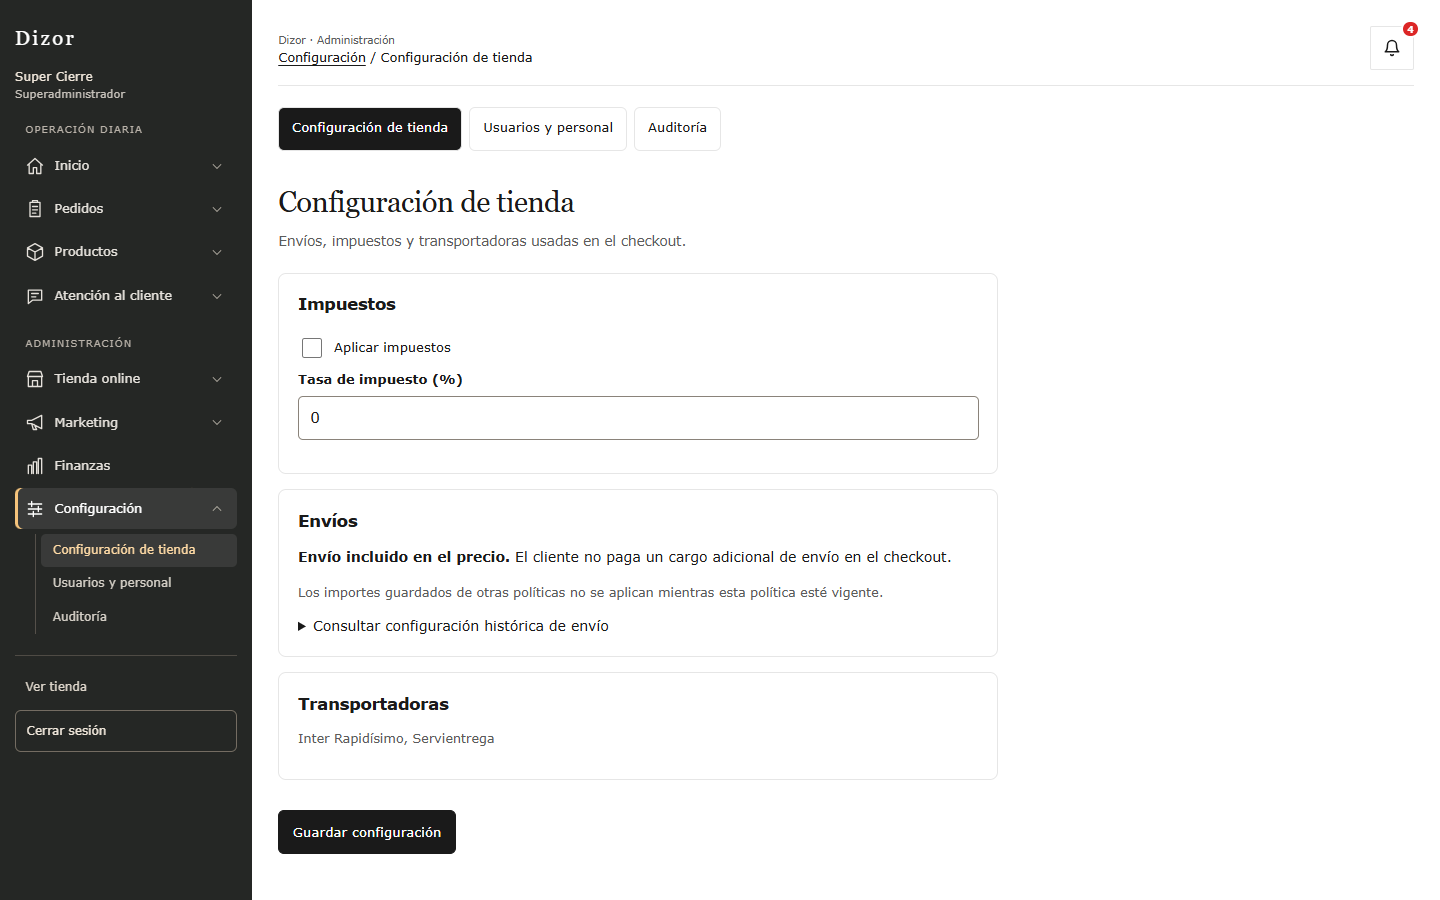 Dizor
Super Cierre
Superadministrador
OPERACIÓN DIARIA
Inicio
Pedidos
Productos
Atención al cliente
ADMINISTRACIÓN
Tienda online
Marketing
Finanzas
Configuración
Configuración de tienda
Usuarios y personal
Auditoría
Ver tienda
Cerrar sesión
Dizor · Administración
Configuración / Configuración de tienda
4
Configuración de tienda
Usuarios y personal
Auditoría
Configuración de tienda
Envíos, impuestos y transportadoras usadas en el checkout.
Impuestos
Aplicar impuestos
Tasa de impuesto (%)
0
Envíos
Envío incluido en el precio. El cliente no paga un cargo adicional de envío en el checkout.
Los importes guardados de otras políticas no se aplican mientras esta política esté vigente.
Consultar configuración histórica de envío
Transportadoras
Inter Rapidísimo, Servientrega
Guardar configuración